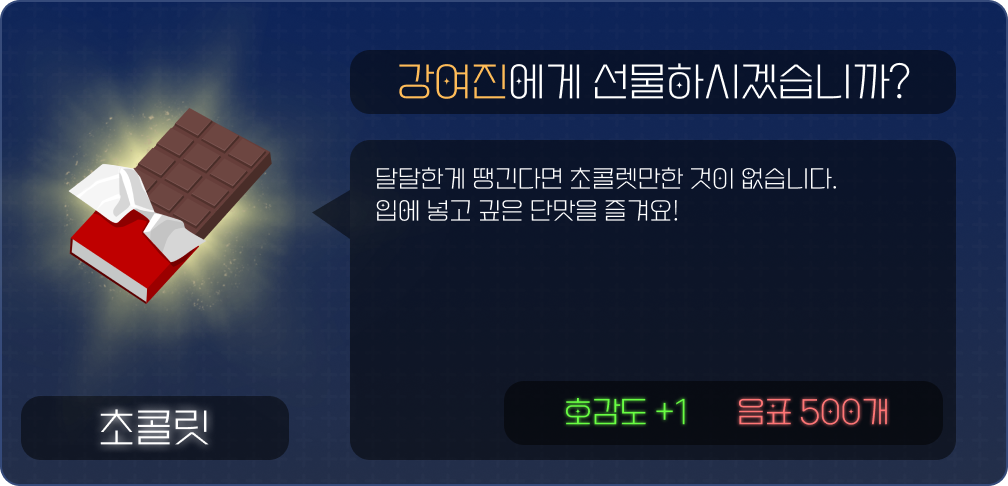 강여진에게 선물하시겠습니까?
달달한게 땡긴다면 초콜렛만한 것이 없습니다.
입에 넣고 깊은 단맛을 즐겨요!
초콜릿
호감도 +1
음표 500개